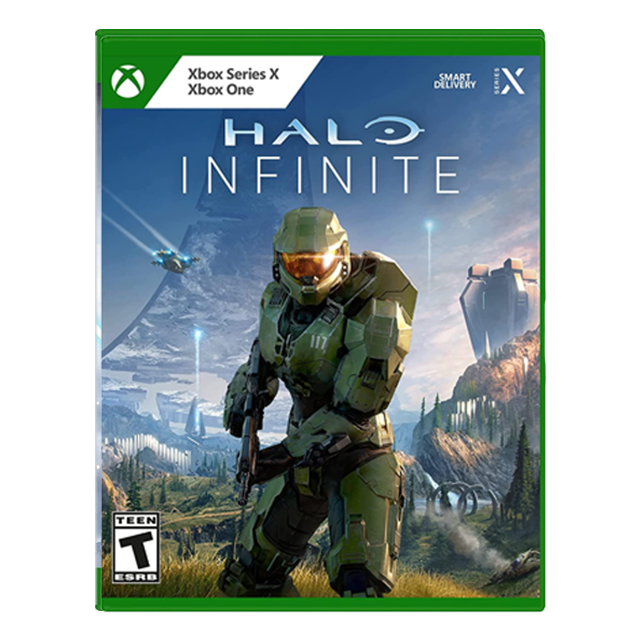 Xbox Series X
Xbox One
SMART
DELIVERY
SERIES
X
HALO
INFINITE
117
TEEN
T
ESRB